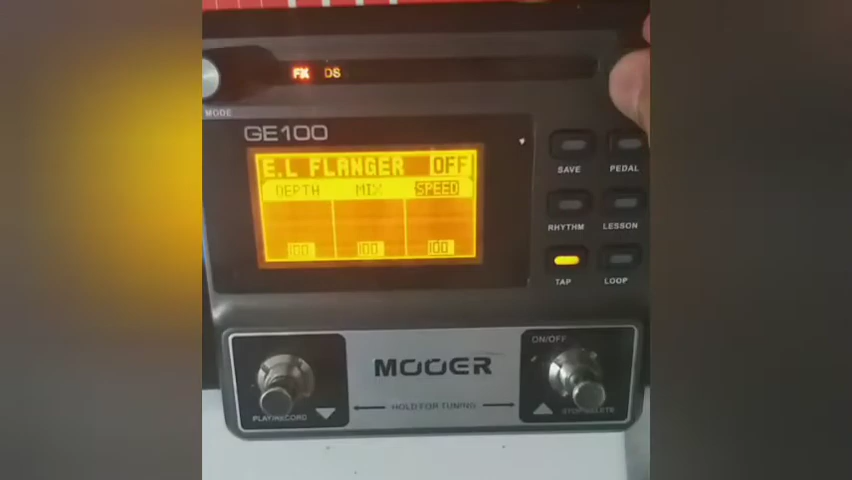 FX DS
MODE
GE100
E.L FLANGER OFF
DEPTH MIX SPEED
100 100 100
SAVE PEDAL
RHYTHM LESSON
TAP LOOP
ON/OFF
MOOER
PLAY/RECORD HOLD FOR TUNING STOP/DELETE